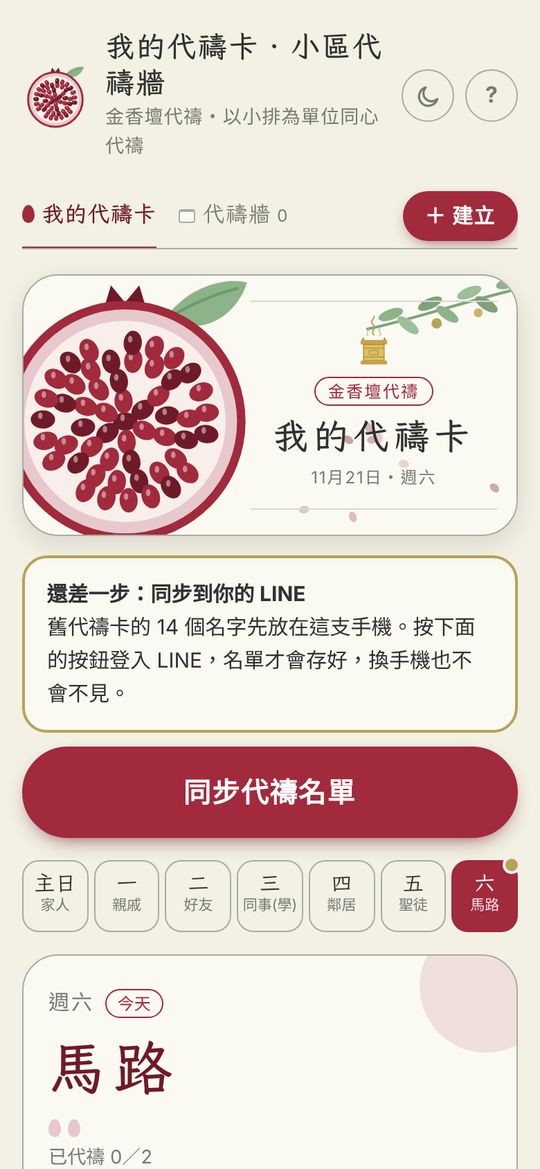 我的代禱卡・小區代
禱牆
金香壇代禱・以小排為單位同心
代禱
?
我的代禱卡
代禱牆 0
＋ 建立
金香壇代禱
我的代禱卡
11月21日・週六
還差一步：同步到你的 LINE
舊代禱卡的 14 個名字先放在這支手機。按下面
的按鈕登入 LINE，名單才會存好，換手機也不
會不見。
同步代禱名單
主日 一 二 三 四 五 六
家人 親戚 好友 同事(學) 鄰居 聖徒 馬路
週六 今天
馬路
已代禱 0／2